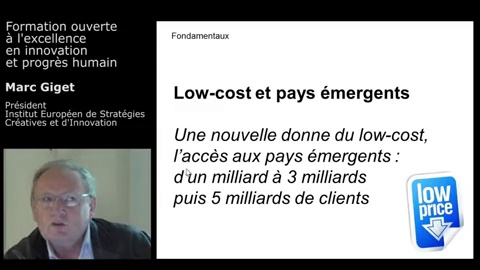 Formation ouverte
à l'excellence
en innovation
et progrès humain
Marc Giget
Président
Institut Européen de Stratégies
Créatives et d'Innovation
Fondamentaux
Low-cost et pays émergents
Une nouvelle donne du low-cost,
l'accès aux pays émergents :
d'un milliard à 3 milliards
puis 5 milliards de clients
low
price